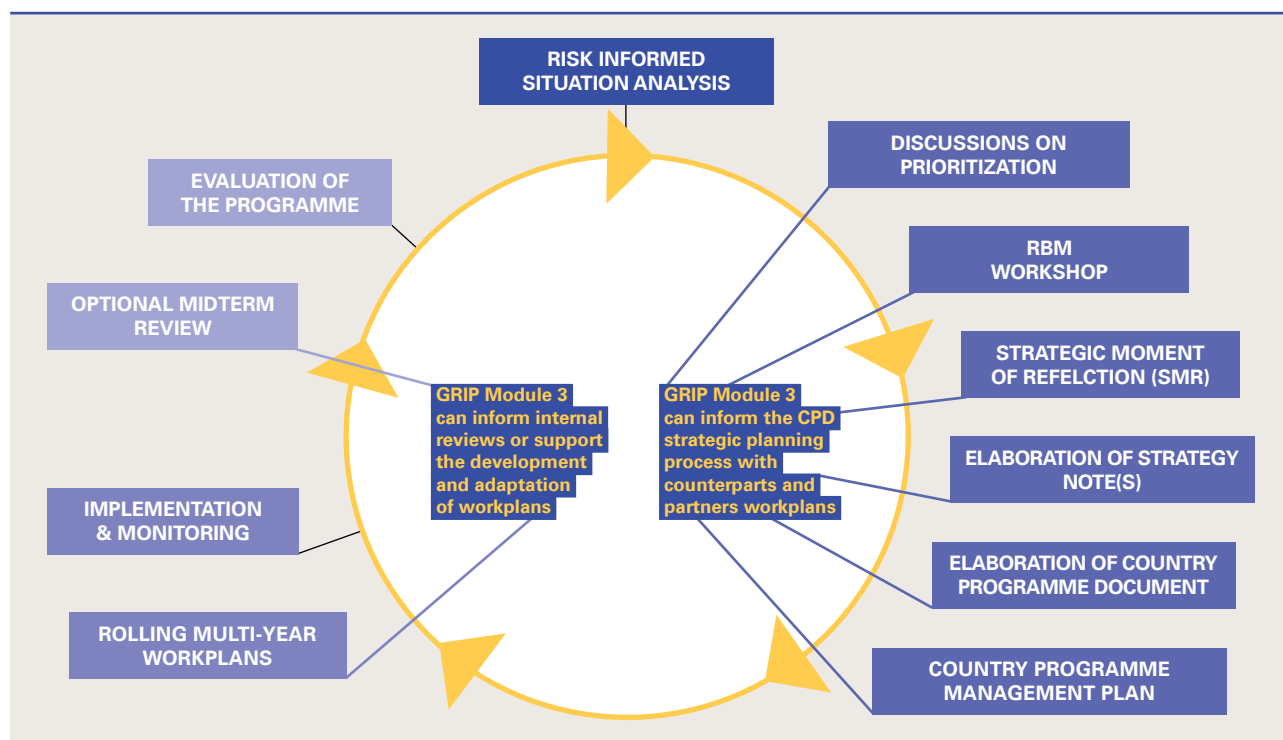 RISK INFORMED
SITUATION ANALYSIS
DISCUSSIONS ON
PRIORITIZATION
RBM
WORKSHOP
STRATEGIC MOMENT
OF REFELCTION (SMR)
ELABORATION OF STRATEGY
NOTE(S)
ELABORATION OF COUNTRY
PROGRAMME DOCUMENT
COUNTRY PROGRAMME
MANAGEMENT PLAN
ROLLING MULTI-YEAR
WORKPLANS
IMPLEMENTATION
& MONITORING
OPTIONAL MIDTERM
REVIEW
EVALUATION OF
THE PROGRAMME
GRIP Module 3
can inform internal
reviews or support
the development
and adaptation
of workplans
GRIP Module 3
can inform the CPD
strategic planning
process with
counterparts and
partners workplans